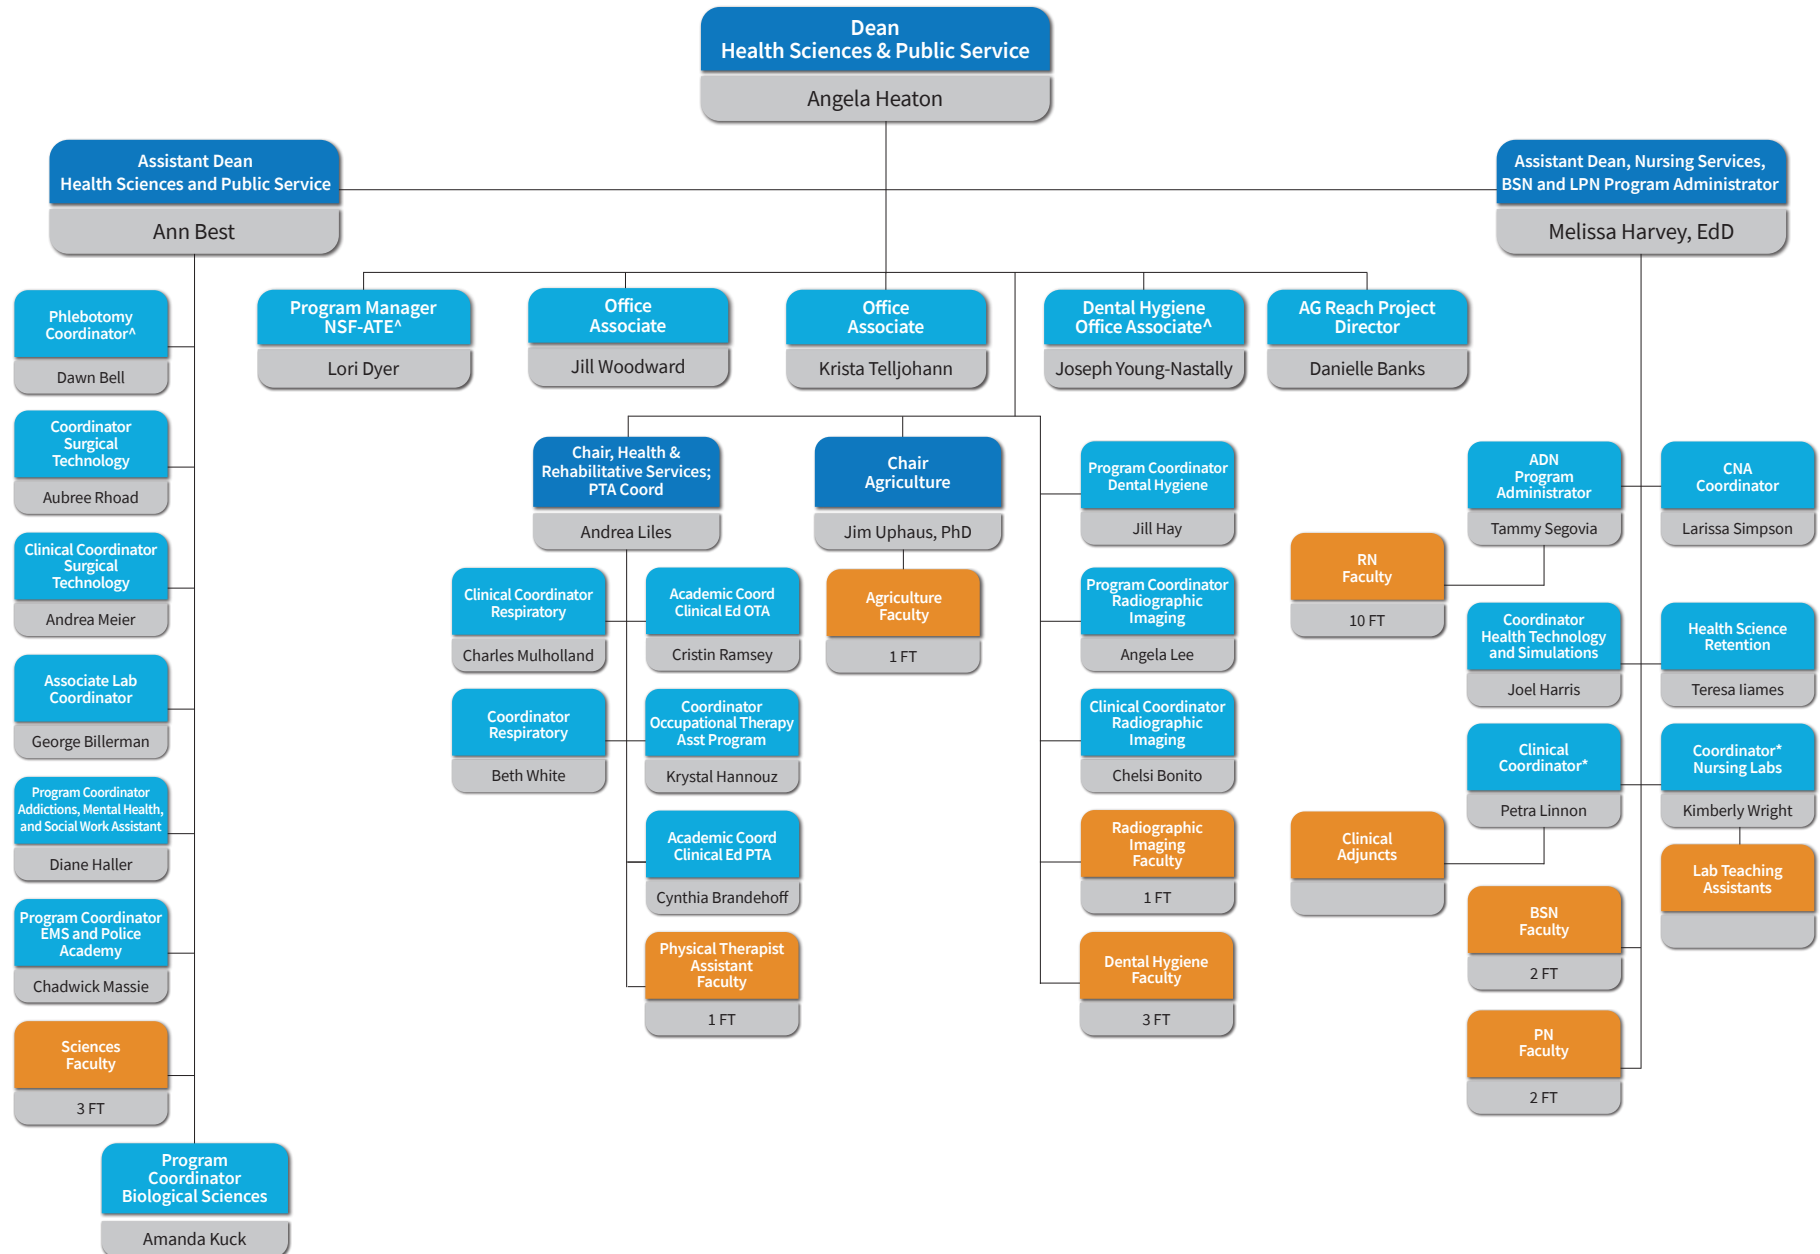 Dean
Health Sciences & Public Service
Angela Heaton
Assistant Dean
Health Sciences and Public Service
Ann Best
Assistant Dean, Nursing Services,
BSN and LPN Program Administrator
Melissa Harvey, EdD
Phlebotomy
Coordinator^
Dawn Bell
Coordinator
Surgical
Technology
Aubree Rhoad
Clinical Coordinator
Surgical
Technology
Andrea Meier
Associate Lab
Coordinator
George Billerman
Program Coordinator
Addictions, Mental Health,
and Social Work Assistant
Diane Haller
Program Coordinator
EMS and Police
Academy
Chadwick Massie
Sciences
Faculty
3 FT
Program
Coordinator
Biological Sciences
Amanda Kuck
Program Manager
NSF-ATE^
Lori Dyer
Office
Associate
Jill Woodward
Office
Associate
Krista Telljohann
Dental Hygiene
Office Associate^
Joseph Young-Nastally
AG Reach Project
Director
Danielle Banks
Chair, Health &
Rehabilitative Services;
PTA Coord
Andrea Liles
Clinical Coordinator
Respiratory
Charles Mulholland
Academic Coord
Clinical Ed OTA
Cristin Ramsey
Coordinator
Respiratory
Beth White
Coordinator
Occupational Therapy
Asst Program
Krystal Hannouz
Academic Coord
Clinical Ed PTA
Cynthia Brandehoff
Physical Therapist
Assistant
Faculty
1 FT
Chair
Agriculture
Jim Uphaus, PhD
Agriculture
Faculty
1 FT
Program Coordinator
Dental Hygiene
Jill Hay
Program Coordinator
Radiographic
Imaging
Angela Lee
Clinical Coordinator
Radiographic
Imaging
Chelsi Bonito
Radiographic
Imaging
Faculty
1 FT
Dental Hygiene
Faculty
3 FT
ADN
Program
Administrator
Tammy Segovia
CNA
Coordinator
Larissa Simpson
RN
Faculty
10 FT
Coordinator
Health Technology
and Simulations
Joel Harris
Health Science
Retention
Teresa Iiames
Clinical
Coordinator*
Petra Linnon
Coordinator*
Nursing Labs
Kimberly Wright
Clinical
Adjuncts
Lab Teaching
Assistants
BSN
Faculty
2 FT
PN
Faculty
2 FT